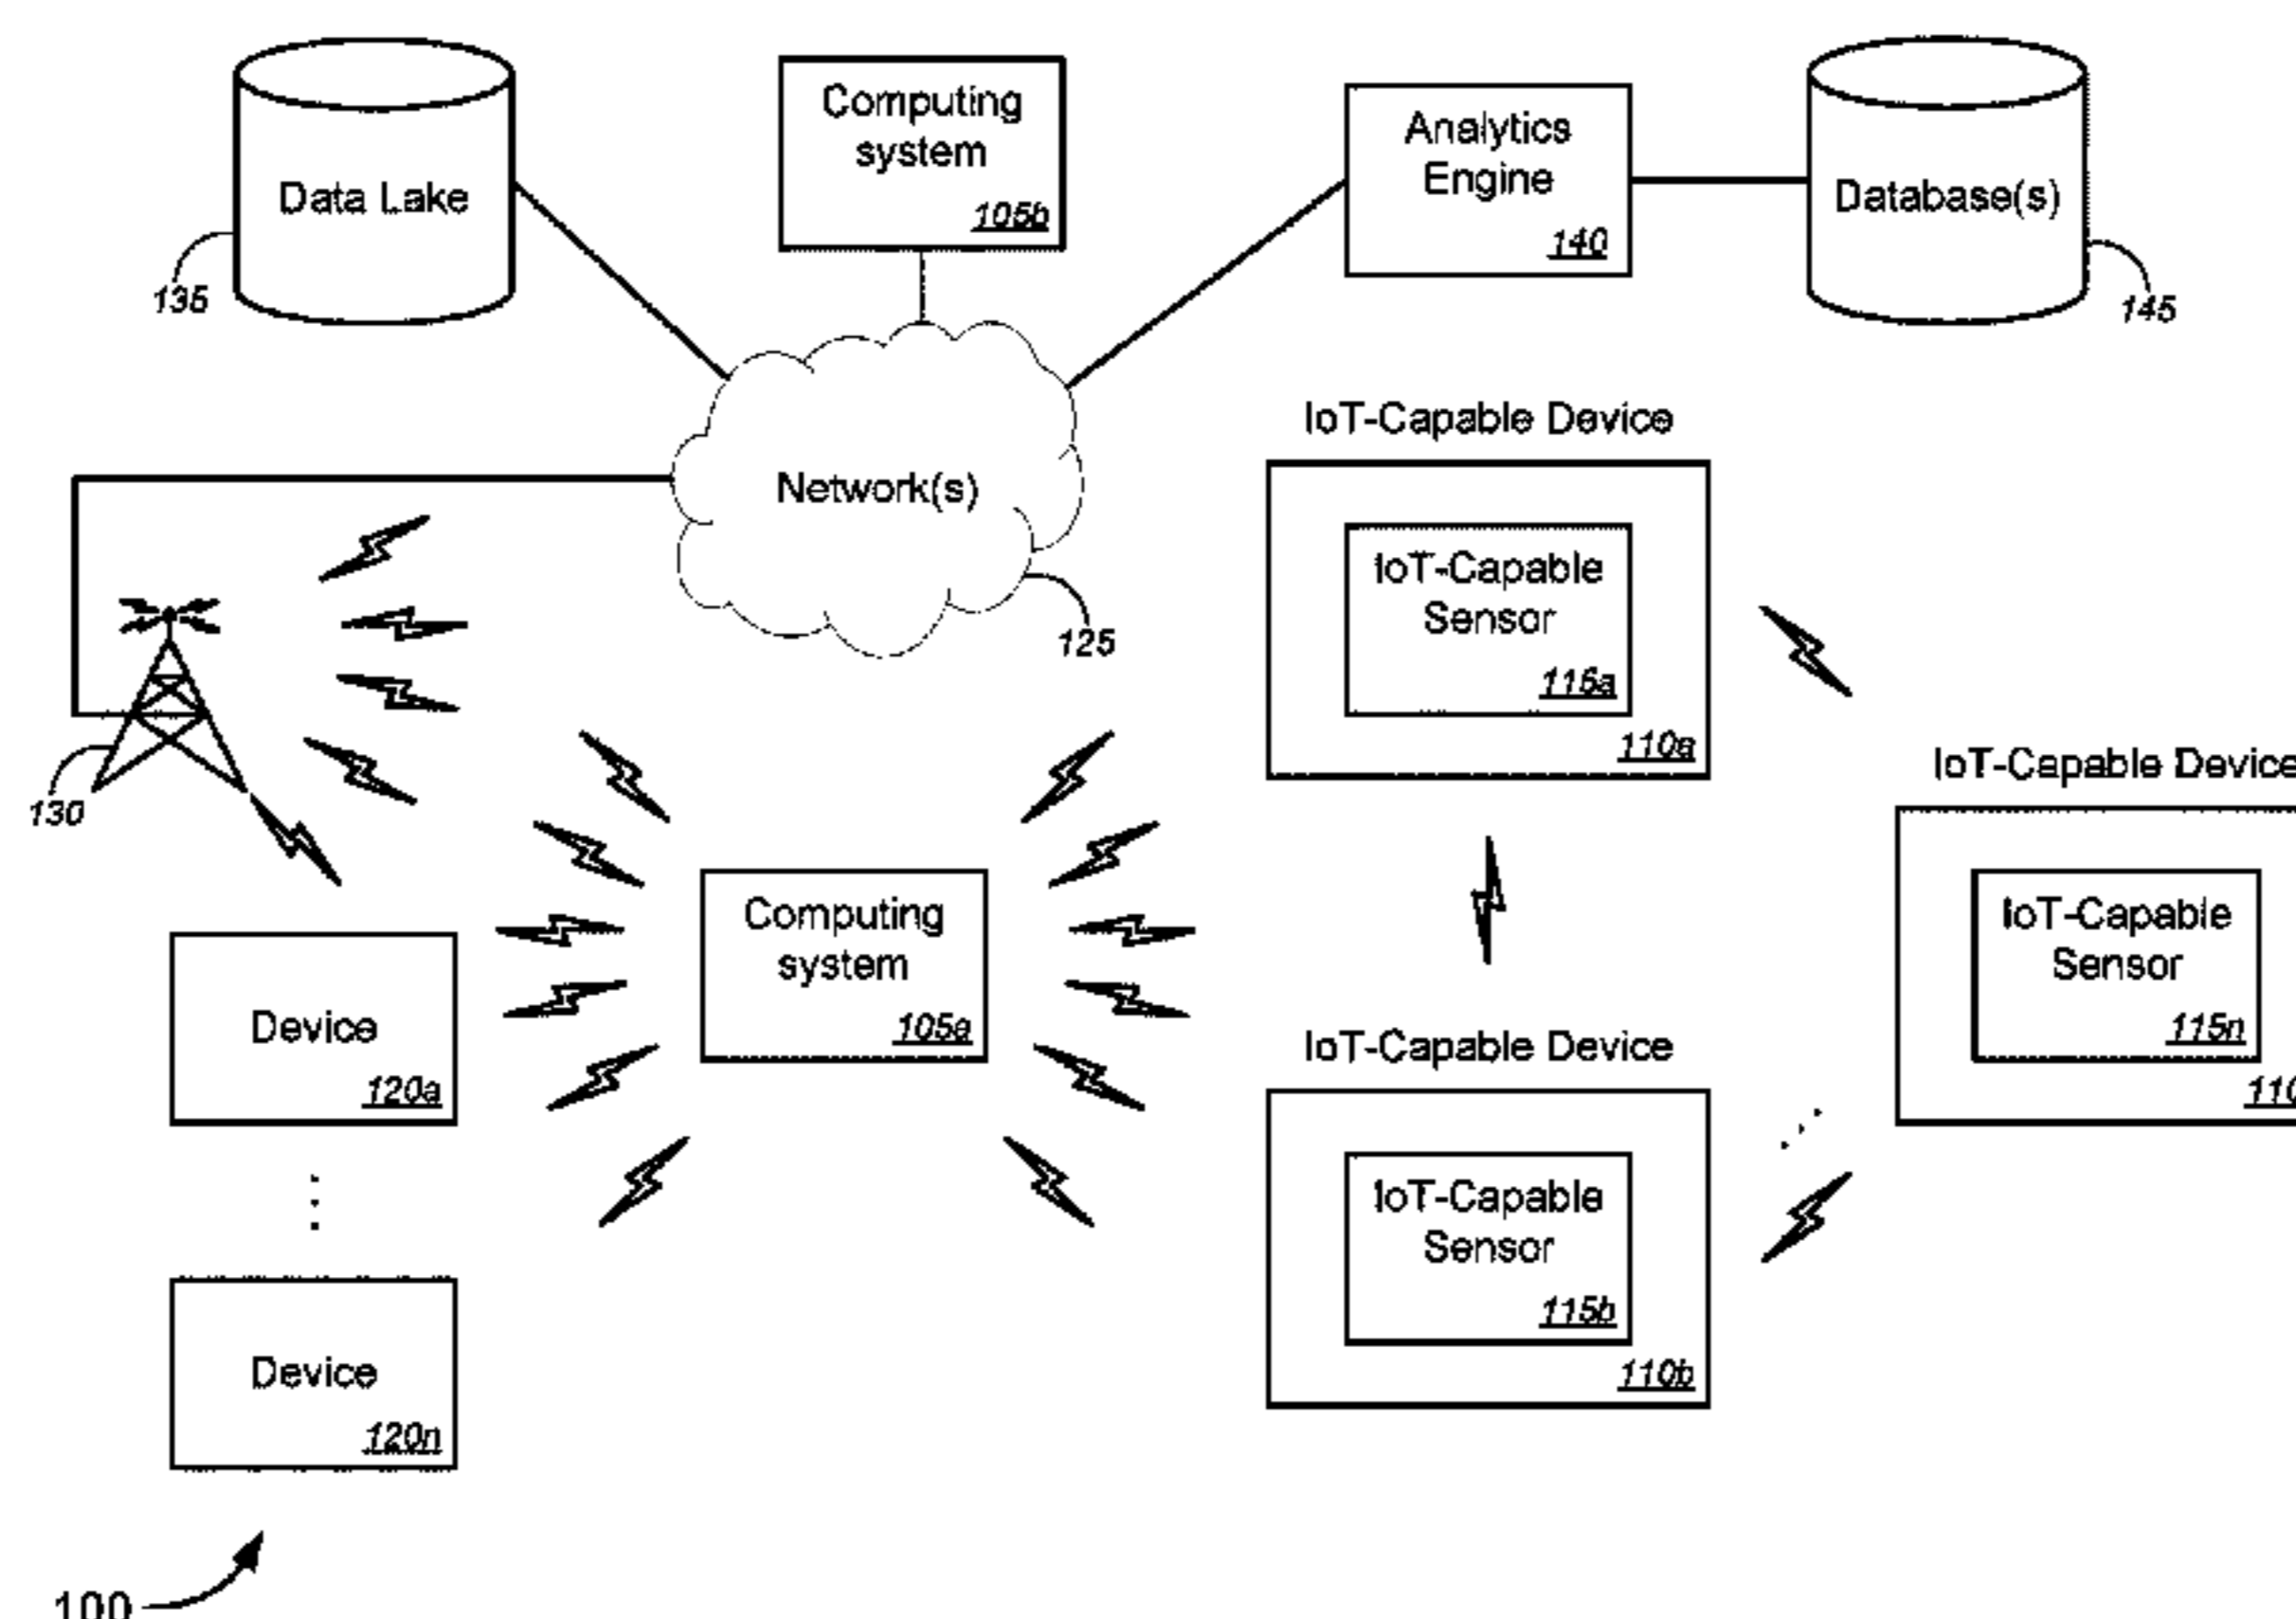 Data Lake
135
Computing
system
105b
Analytics
Engine
140
Database(s)
145
Network(s)
125
130
IoT-Capable Device
IoT-Capable
Sensor
115a
110a
IoT-Capable Device
IoT-Capable
Sensor
115n
Computing
system
105a
Device
120a
IoT-Capable Device
IoT-Capable
Sensor
115b
110b
Device
120n
100